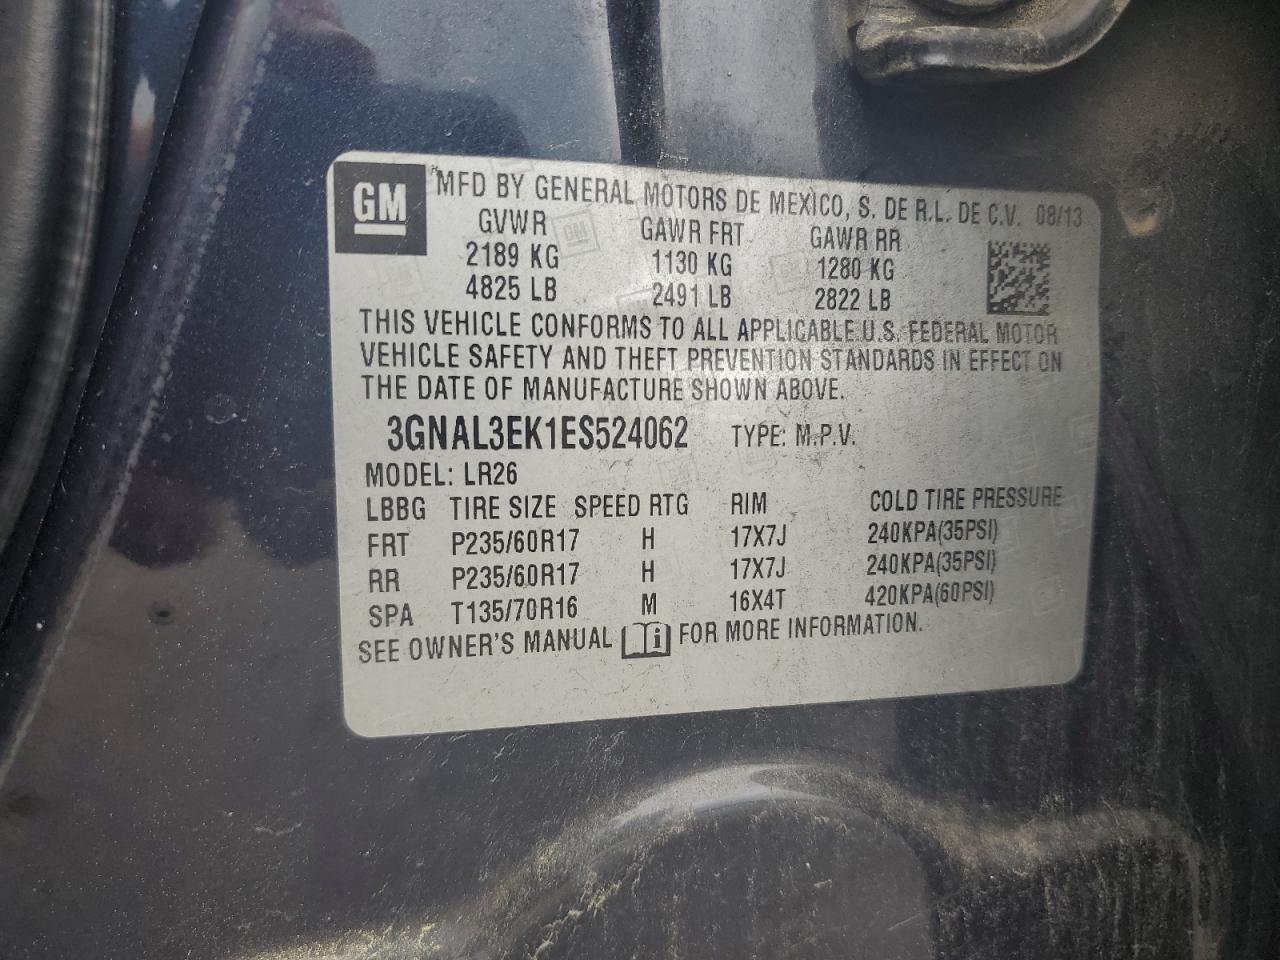 GM MFD BY GENERAL MOTORS DE MEXICO, S. DE R.L. DE C.V. 08/13
GVWR GAWR FRT GAWR RR
2189 KG 1130 KG 1280 KG
4825 LB 2491 LB 2822 LB
THIS VEHICLE CONFORMS TO ALL APPLICABLE U.S. FEDERAL MOTOR
VEHICLE SAFETY AND THEFT PREVENTION STANDARDS IN EFFECT ON
THE DATE OF MANUFACTURE SHOWN ABOVE.
3GNAL3EK1ES524062 TYPE: M.P.V.
MODEL: LR26
LBBG TIRE SIZE SPEED RTG RIM COLD TIRE PRESSURE
FRT P235/60R17 H 17X7J 240KPA(35PSI)
RR P235/60R17 H 17X7J 240KPA(35PSI)
SPA T135/70R16 M 16X4T 420KPA(60PSI)
SEE OWNER'S MANUAL FOR MORE INFORMATION.